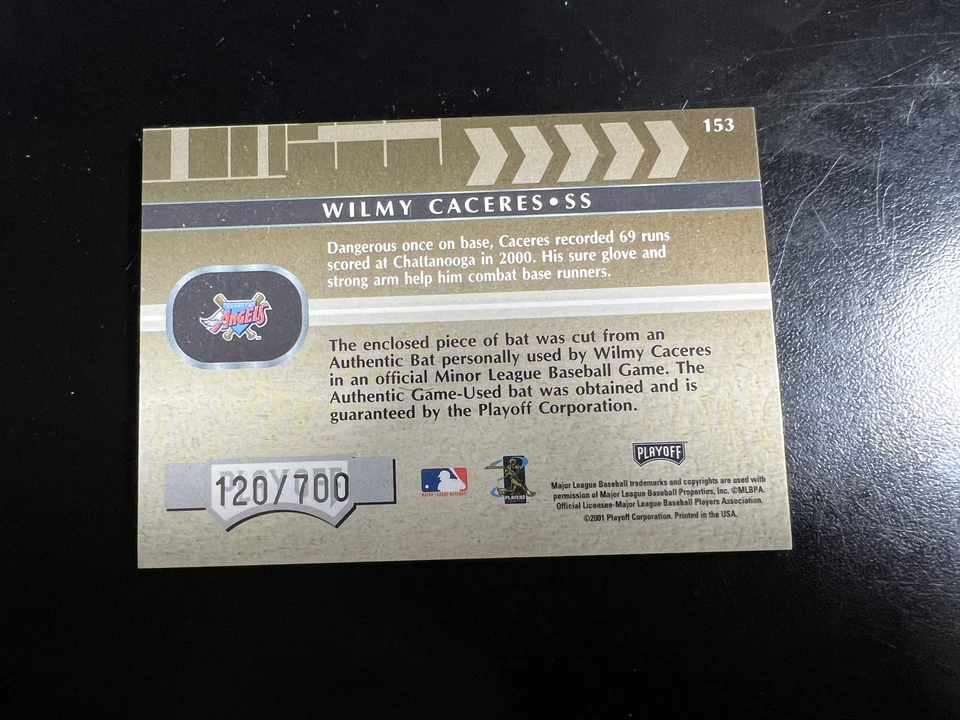 153
WILMY CACERES•SS
Dangerous once on base, Caceres recorded 69 runs
scored at Chattanooga in 2000. His sure glove and
strong arm help him combat base runners.
ANGELS
The enclosed piece of bat was cut from an
Authentic Bat personally used by Wilmy Caceres
in an official Minor League Baseball Game. The
Authentic Game-Used bat was obtained and is
guaranteed by the Playoff Corporation.
PLAYOFF
120/700
MAJOR LEAGUE BASEBALL
PLAYERS
PLAYOFF
Major League Baseball trademarks and copyrights are used with
permission of Major League Baseball Properties, Inc. ©MLBPA.
Official Licensee-Major League Baseball Players Association.
©2001 Playoff Corporation. Printed in the USA.